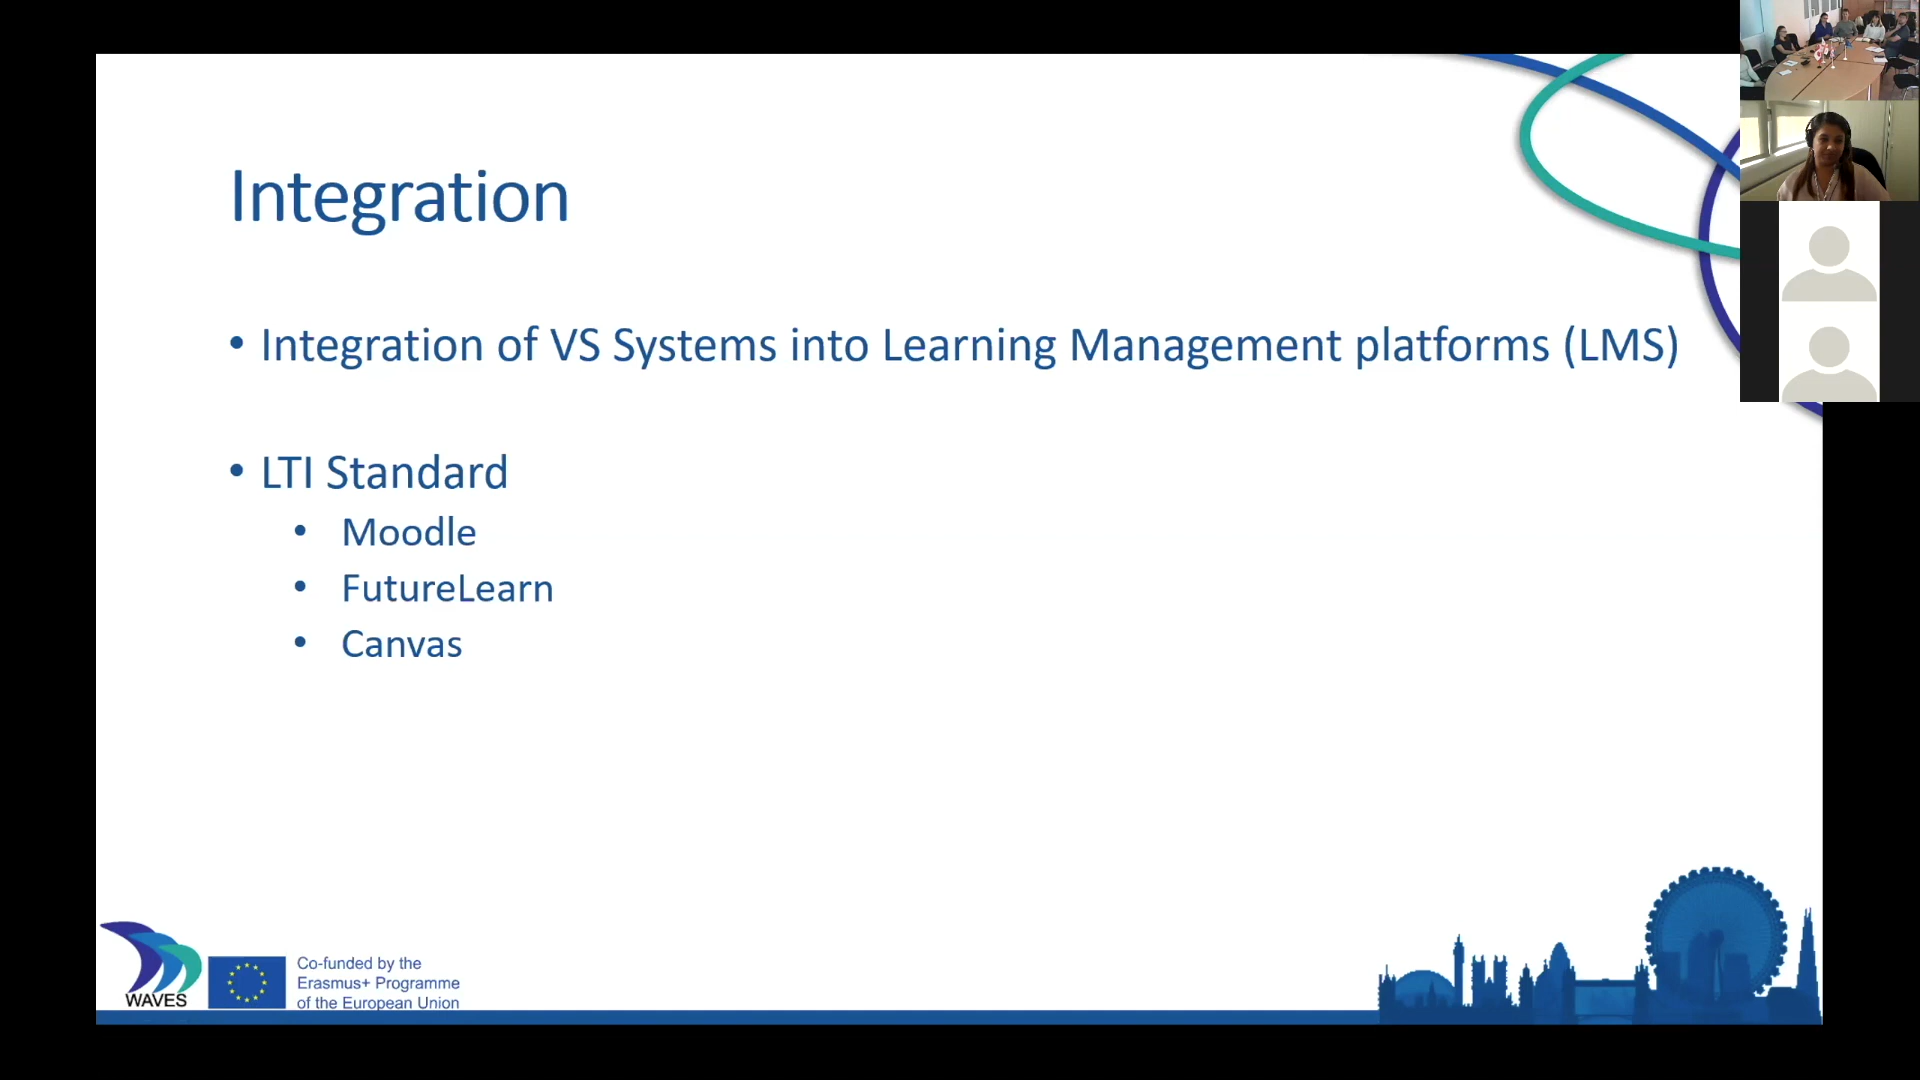 Integration
• Integration of VS Systems into Learning Management platforms (LMS)
• LTI Standard
• Moodle
• FutureLearn
• Canvas
WAVES
Co-funded by the
Erasmus+ Programme
of the European Union